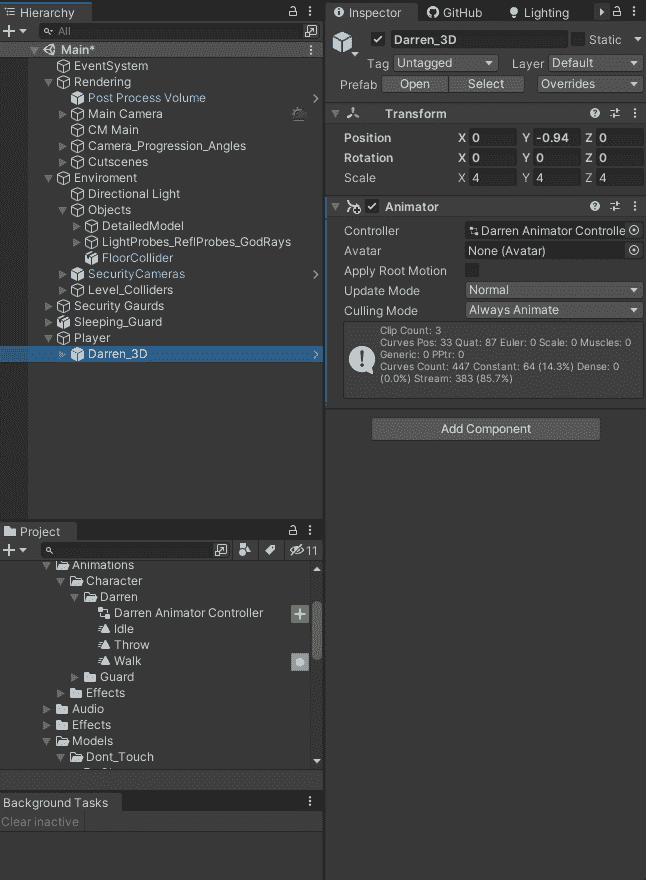 Hierarchy
All
Main*
EventSystem
Rendering
Post Process Volume
Main Camera
CM Main
Camera_Progression_Angles
Cutscenes
Enviroment
Directional Light
Objects
DetailedModel
LightProbes_ReflProbes_GodRays
FloorCollider
SecurityCameras
Level_Colliders
Security Gaurds
Sleeping_Guard
Player
Darren_3D
Project
11
Animations
Character
Darren
Darren Animator Controller
Idle
Throw
Walk
Guard
Effects
Audio
Effects
Models
Dont_Touch
Background Tasks
Clear inactive
Inspector GitHub Lighting
Darren_3D Static
Tag Untagged Layer Default
Prefab Open Select Overrides
Transform
Position X 0 Y -0.94 Z 0
Rotation X 0 Y 0 Z 0
Scale X 4 Y 4 Z 4
Animator
Controller Darren Animator Controlle
Avatar None (Avatar)
Apply Root Motion
Update Mode Normal
Culling Mode Always Animate
Clip Count: 3
Curves Pos: 33 Quat: 87 Euler: 0 Scale: 0 Muscles: 0
Generic: 0 PPtr: 0
Curves Count: 447 Constant: 64 (14.3%) Dense: 0
(0.0%) Stream: 383 (85.7%)
Add Component